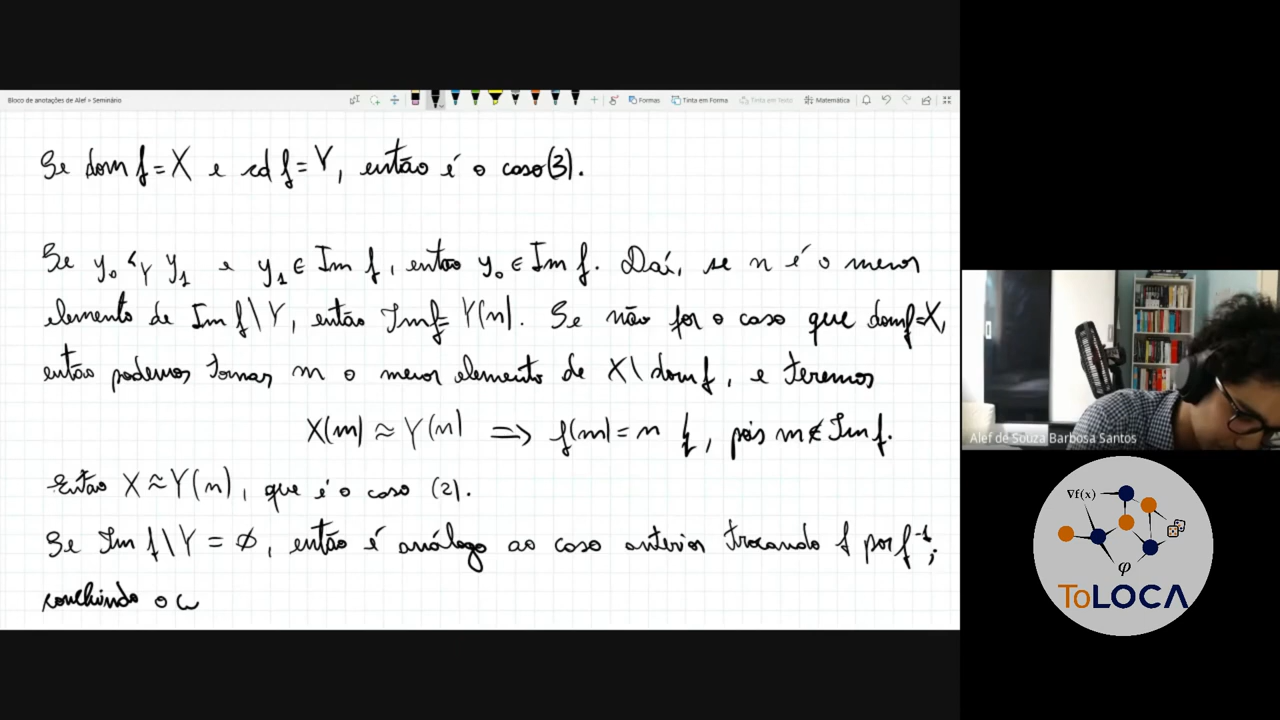 Bloco de anotações de Alef » Seminário
Formas
Tinta em Forma
Tinta em Texto
Matemática
Se dom f = X e cd f = Y, então é o caso (3).
Se y₀ <_Y y₁ e y₁ ∈ Im f, então y₀ ∈ Im f. Daí, se n é o menor
elemento de Im f \ Y, então Im f = Y(n). Se não for o caso que dom f = X,
então podemos tomar m o menor elemento de X \ dom f, e teremos
X(m) ≈ Y(n) ⟹ f(m) = n ↯, pois n ∉ Im f.
Então X ≈ Y(n), que é o caso (2).
Se Im f \ Y = ∅, então é análogo ao caso anterior trocando f por f⁻¹;
concluindo o
Alef de Souza Barbosa Santos
∇f(x)
φ
ToLOCA